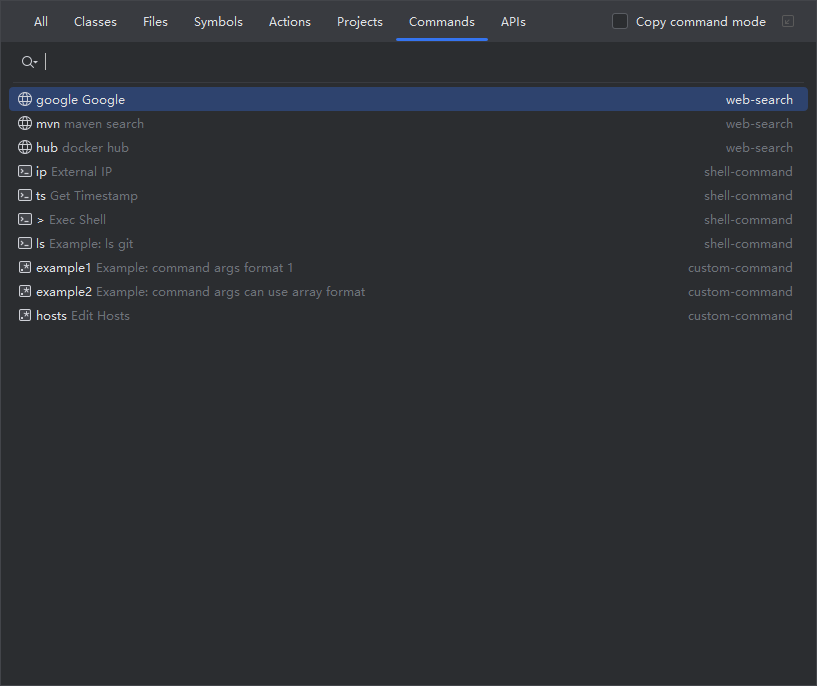 All Classes Files Symbols Actions Projects Commands APIs Copy command mode
google Google web-search
mvn maven search web-search
hub docker hub web-search
ip External IP shell-command
ts Get Timestamp shell-command
> Exec Shell shell-command
ls Example: ls git shell-command
example1 Example: command args format 1 custom-command
example2 Example: command args can use array format custom-command
hosts Edit Hosts custom-command